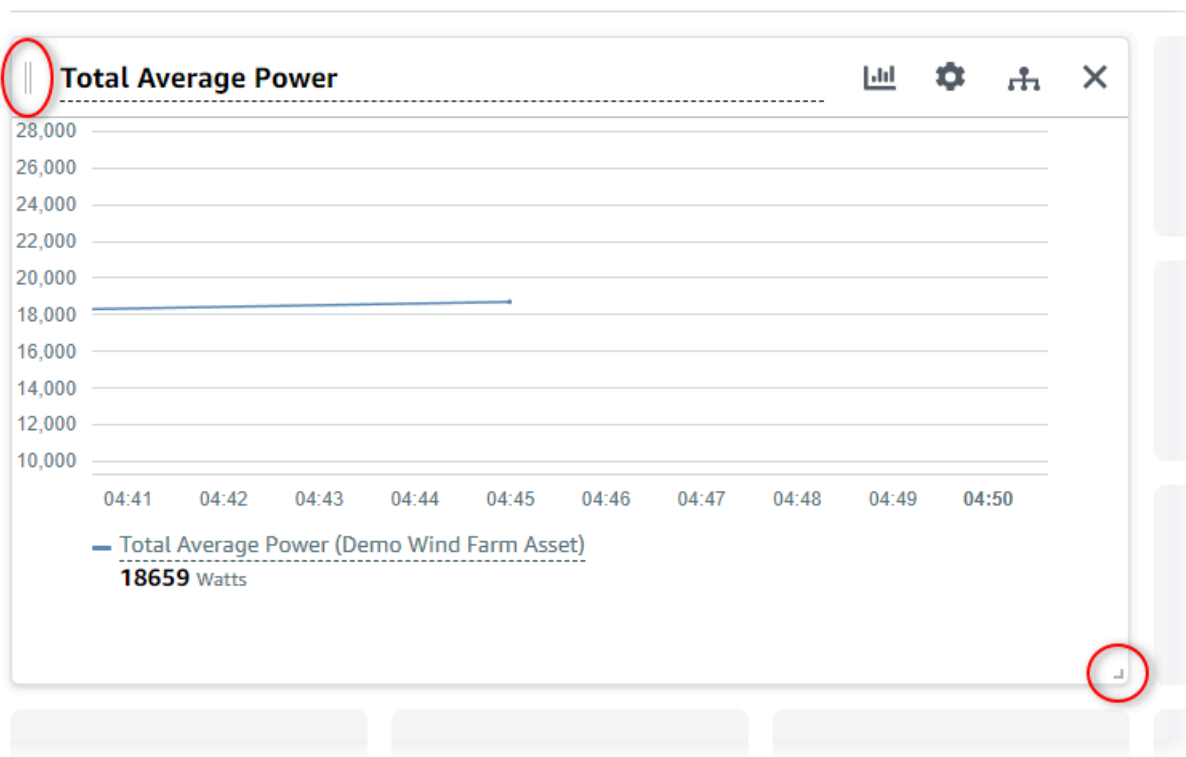 Total Average Power
28,000
26,000
24,000
22,000
20,000
18,000
16,000
14,000
12,000
10,000
04:41 04:42 04:43 04:44 04:45 04:46 04:47 04:48 04:49 04:50
Total Average Power (Demo Wind Farm Asset)
18659 Watts